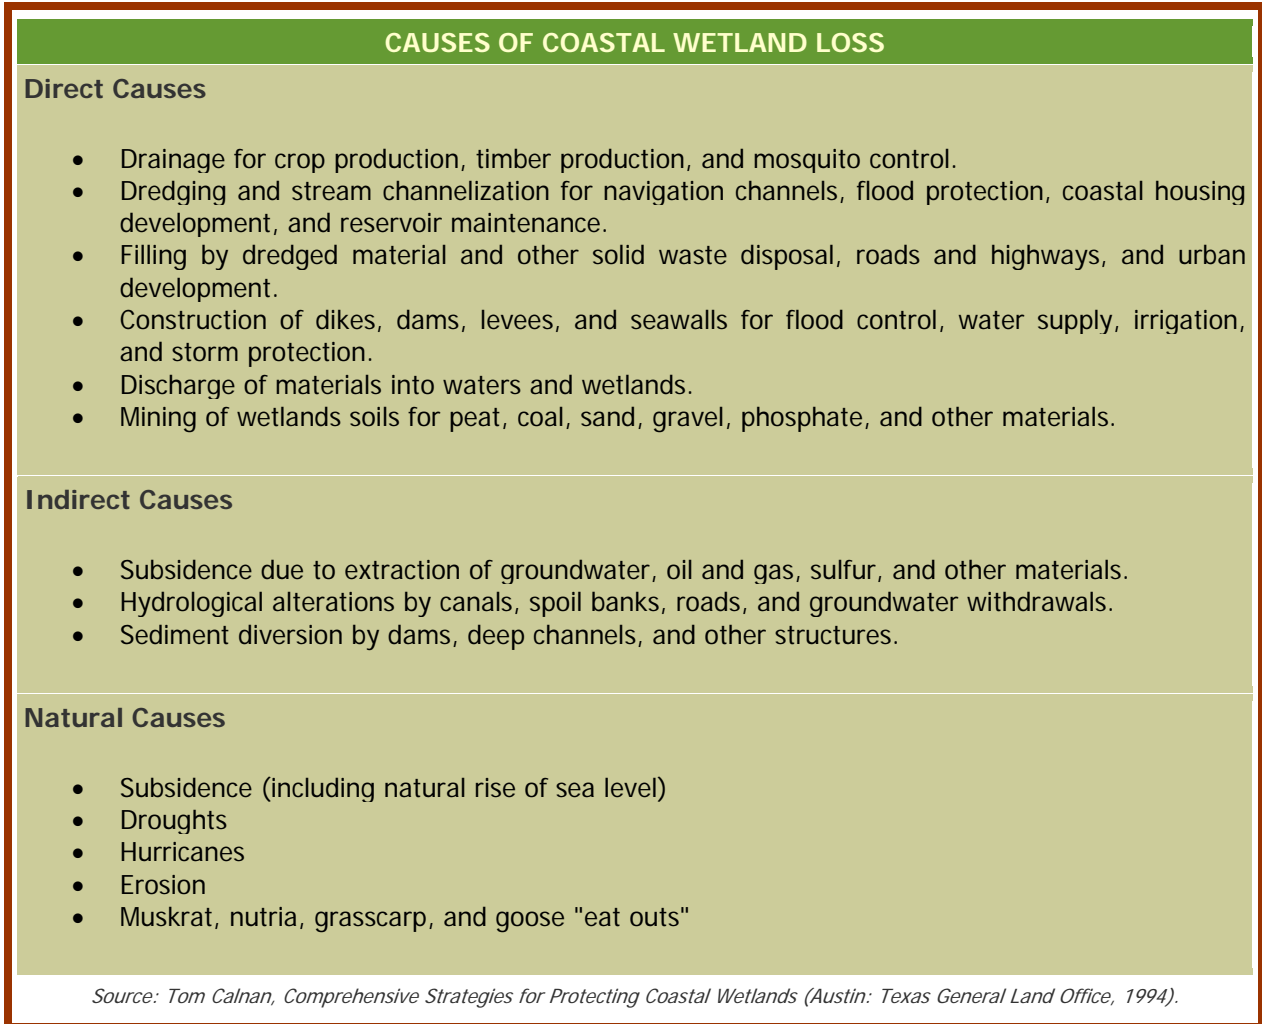 CAUSES OF COASTAL WETLAND LOSS
Direct Causes
• Drainage for crop production, timber production, and mosquito control.
• Dredging and stream channelization for navigation channels, flood protection, coastal housing
development, and reservoir maintenance.
• Filling by dredged material and other solid waste disposal, roads and highways, and urban
development.
• Construction of dikes, dams, levees, and seawalls for flood control, water supply, irrigation,
and storm protection.
• Discharge of materials into waters and wetlands.
• Mining of wetlands soils for peat, coal, sand, gravel, phosphate, and other materials.
Indirect Causes
• Subsidence due to extraction of groundwater, oil and gas, sulfur, and other materials.
• Hydrological alterations by canals, spoil banks, roads, and groundwater withdrawals.
• Sediment diversion by dams, deep channels, and other structures.
Natural Causes
• Subsidence (including natural rise of sea level)
• Droughts
• Hurricanes
• Erosion
• Muskrat, nutria, grasscarp, and goose "eat outs"
Source: Tom Calnan, Comprehensive Strategies for Protecting Coastal Wetlands (Austin: Texas General Land Office, 1994).